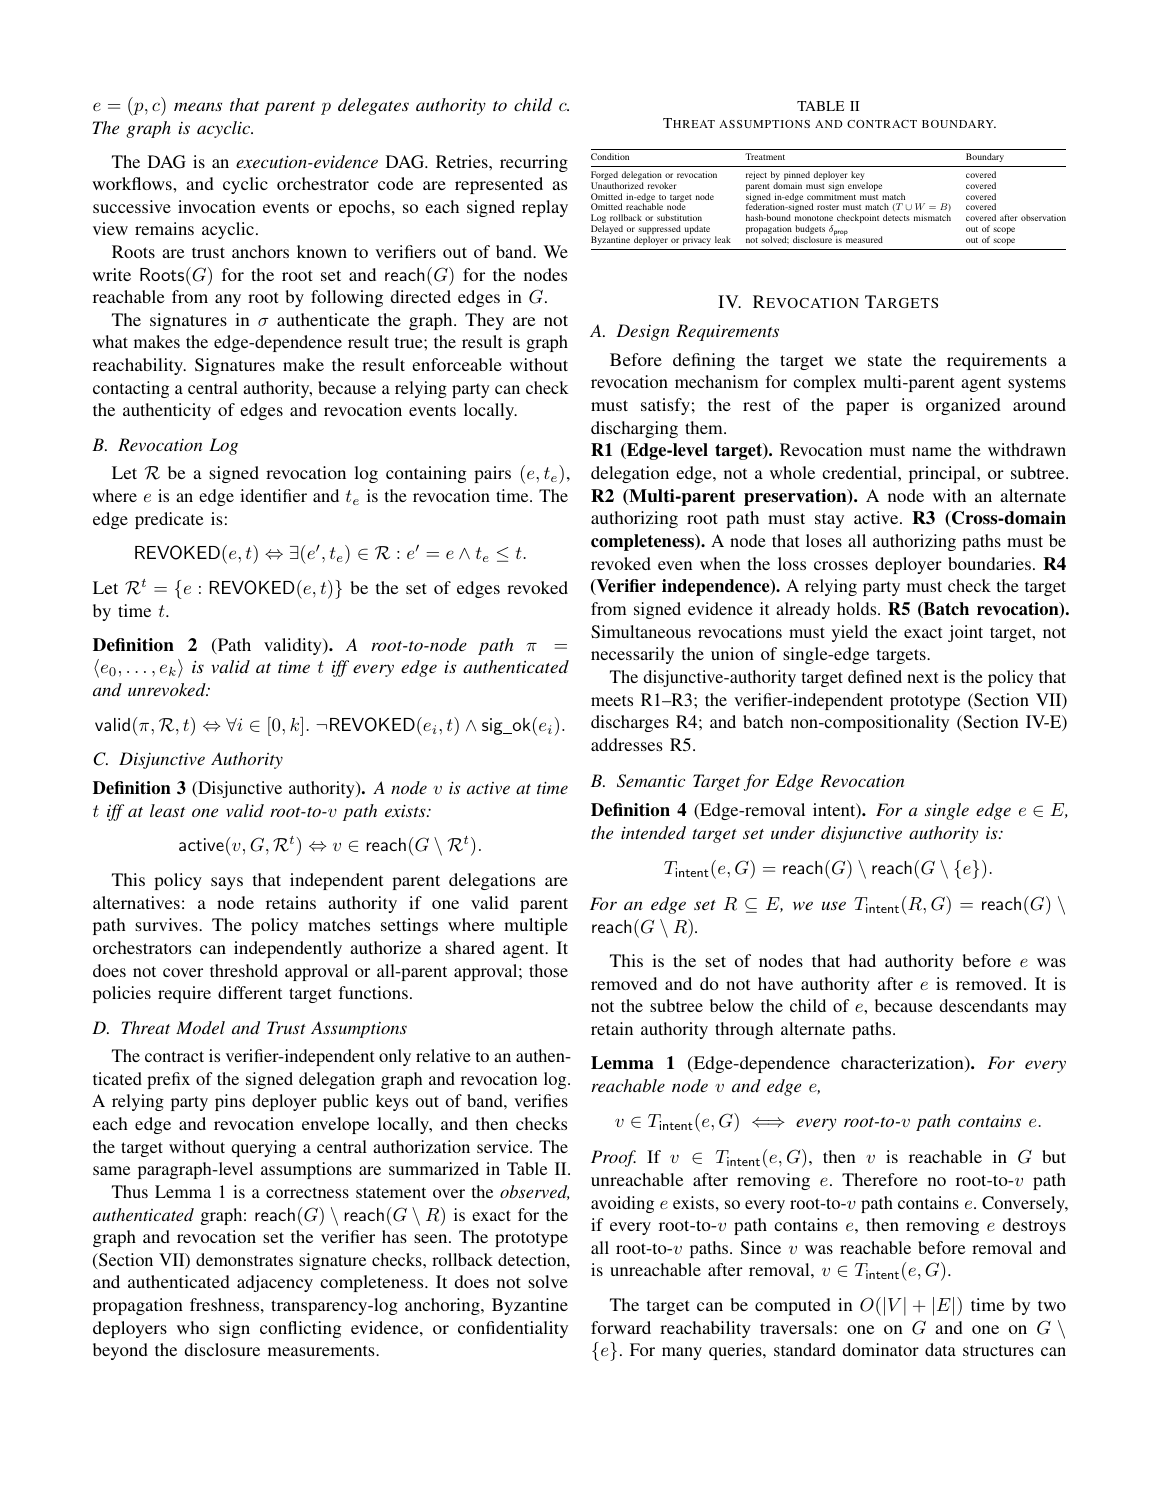 e = (p, c) means that parent p delegates authority to child c.
The graph is acyclic.
The DAG is an execution-evidence DAG. Retries, recurring
workflows, and cyclic orchestrator code are represented as
successive invocation events or epochs, so each signed replay
view remains acyclic.
Roots are trust anchors known to verifiers out of band. We
write Roots(G) for the root set and reach(G) for the nodes
reachable from any root by following directed edges in G.
The signatures in σ authenticate the graph. They are not
what makes the edge-dependence result true; the result is graph
reachability. Signatures make the result enforceable without
contacting a central authority, because a relying party can check
the authenticity of edges and revocation events locally.
B. Revocation Log
Let ℛ be a signed revocation log containing pairs (e, tₑ),
where e is an edge identifier and tₑ is the revocation time. The
edge predicate is:
REVOKED(e, t) ⇔ ∃(e′, tₑ) ∈ ℛ : e′ = e ∧ tₑ ≤ t.
Let ℛᵗ = {e : REVOKED(e, t)} be the set of edges revoked
by time t.
Definition 2 (Path validity). A root-to-node path π =
⟨e₀, . . . , eₖ⟩ is valid at time t iff every edge is authenticated
and unrevoked:
valid(π, ℛ, t) ⇔ ∀i ∈ [0, k]. ¬REVOKED(eᵢ, t) ∧ sig_ok(eᵢ).
C. Disjunctive Authority
Definition 3 (Disjunctive authority). A node v is active at time
t iff at least one valid root-to-v path exists:
active(v, G, ℛᵗ) ⇔ v ∈ reach(G \ ℛᵗ).
This policy says that independent parent delegations are
alternatives: a node retains authority if one valid parent
path survives. The policy matches settings where multiple
orchestrators can independently authorize a shared agent. It
does not cover threshold approval or all-parent approval; those
policies require different target functions.
D. Threat Model and Trust Assumptions
The contract is verifier-independent only relative to an authen-
ticated prefix of the signed delegation graph and revocation log.
A relying party pins deployer public keys out of band, verifies
each edge and revocation envelope locally, and then checks
the target without querying a central authorization service. The
same paragraph-level assumptions are summarized in Table II.
Thus Lemma 1 is a correctness statement over the observed,
authenticated graph: reach(G) \ reach(G \ R) is exact for the
graph and revocation set the verifier has seen. The prototype
(Section VII) demonstrates signature checks, rollback detection,
and authenticated adjacency completeness. It does not solve
propagation freshness, transparency-log anchoring, Byzantine
deployers who sign conflicting evidence, or confidentiality
beyond the disclosure measurements.
TABLE II
THREAT ASSUMPTIONS AND CONTRACT BOUNDARY.
Condition Treatment Boundary
Forged delegation or revocation reject by pinned deployer key covered
Unauthorized revoker parent domain must sign envelope covered
Omitted in-edge to target node signed in-edge commitment must match covered
Omitted reachable node federation-signed roster must match (T ∪ W = B) covered
Log rollback or substitution hash-bound monotone checkpoint detects mismatch covered after observation
Delayed or suppressed update propagation budgets δ_prop out of scope
Byzantine deployer or privacy leak not solved; disclosure is measured out of scope
IV. REVOCATION TARGETS
A. Design Requirements
Before defining the target we state the requirements a
revocation mechanism for complex multi-parent agent systems
must satisfy; the rest of the paper is organized around
discharging them.
R1 (Edge-level target). Revocation must name the withdrawn
delegation edge, not a whole credential, principal, or subtree.
R2 (Multi-parent preservation). A node with an alternate
authorizing root path must stay active. R3 (Cross-domain
completeness). A node that loses all authorizing paths must be
revoked even when the loss crosses deployer boundaries. R4
(Verifier independence). A relying party must check the target
from signed evidence it already holds. R5 (Batch revocation).
Simultaneous revocations must yield the exact joint target, not
necessarily the union of single-edge targets.
The disjunctive-authority target defined next is the policy that
meets R1–R3; the verifier-independent prototype (Section VII)
discharges R4; and batch non-compositionality (Section IV-E)
addresses R5.
B. Semantic Target for Edge Revocation
Definition 4 (Edge-removal intent). For a single edge e ∈ E,
the intended target set under disjunctive authority is:
T_intent(e, G) = reach(G) \ reach(G \ {e}).
For an edge set R ⊆ E, we use T_intent(R, G) = reach(G) \
reach(G \ R).
This is the set of nodes that had authority before e was
removed and do not have authority after e is removed. It is
not the subtree below the child of e, because descendants may
retain authority through alternate paths.
Lemma 1 (Edge-dependence characterization). For every
reachable node v and edge e,
v ∈ T_intent(e, G) ⟺ every root-to-v path contains e.
Proof. If v ∈ T_intent(e, G), then v is reachable in G but
unreachable after removing e. Therefore no root-to-v path
avoiding e exists, so every root-to-v path contains e. Conversely,
if every root-to-v path contains e, then removing e destroys
all root-to-v paths. Since v was reachable before removal and
is unreachable after removal, v ∈ T_intent(e, G).
The target can be computed in O(|V| + |E|) time by two
forward reachability traversals: one on G and one on G \
{e}. For many queries, standard dominator data structures can